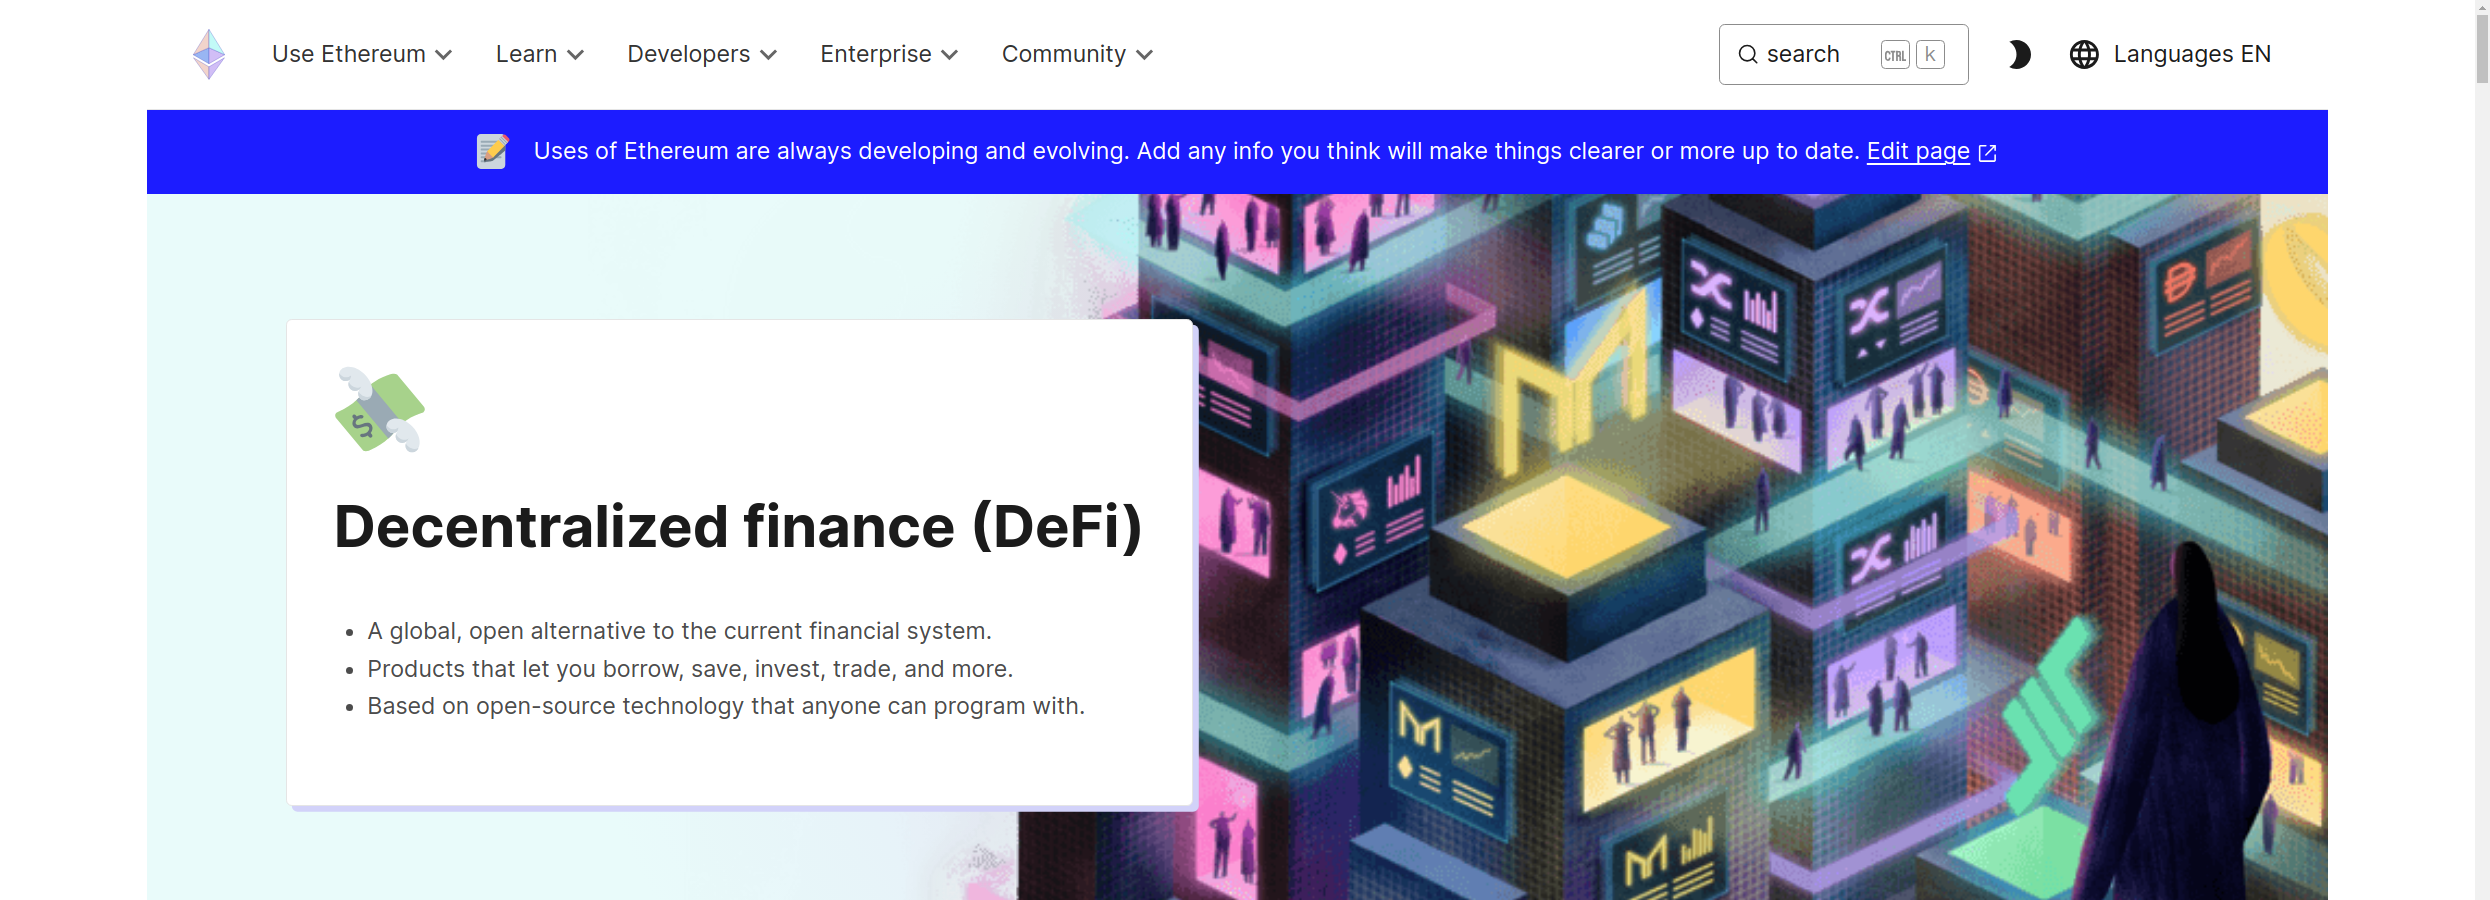 Use Ethereum Learn Developers Enterprise Community search CTRL k Languages EN
Uses of Ethereum are always developing and evolving. Add any info you think will make things clearer or more up to date. Edit page
Decentralized finance (DeFi)
A global, open alternative to the current financial system.
Products that let you borrow, save, invest, trade, and more.
Based on open-source technology that anyone can program with.